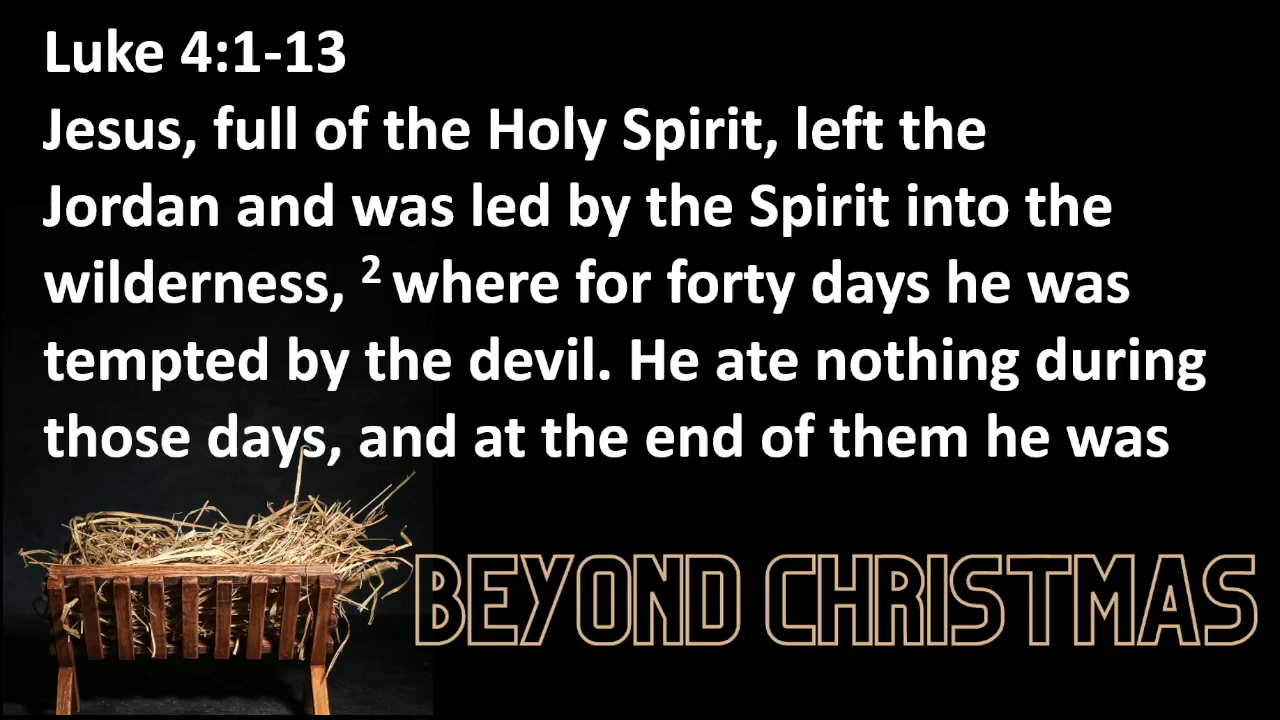 Luke 4:1-13
Jesus, full of the Holy Spirit, left the
Jordan and was led by the Spirit into the
wilderness, ² where for forty days he was
tempted by the devil. He ate nothing during
those days, and at the end of them he was
BEYOND CHRISTMAS